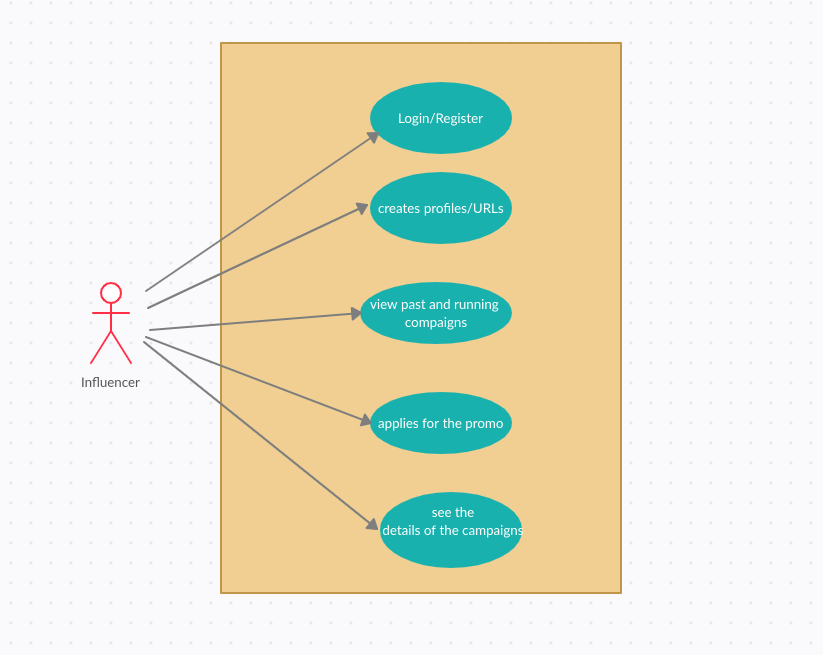 Login/Register
creates profiles/URLs
view past and running
compaigns
Influencer
applies for the promo
see the
details of the campaigns